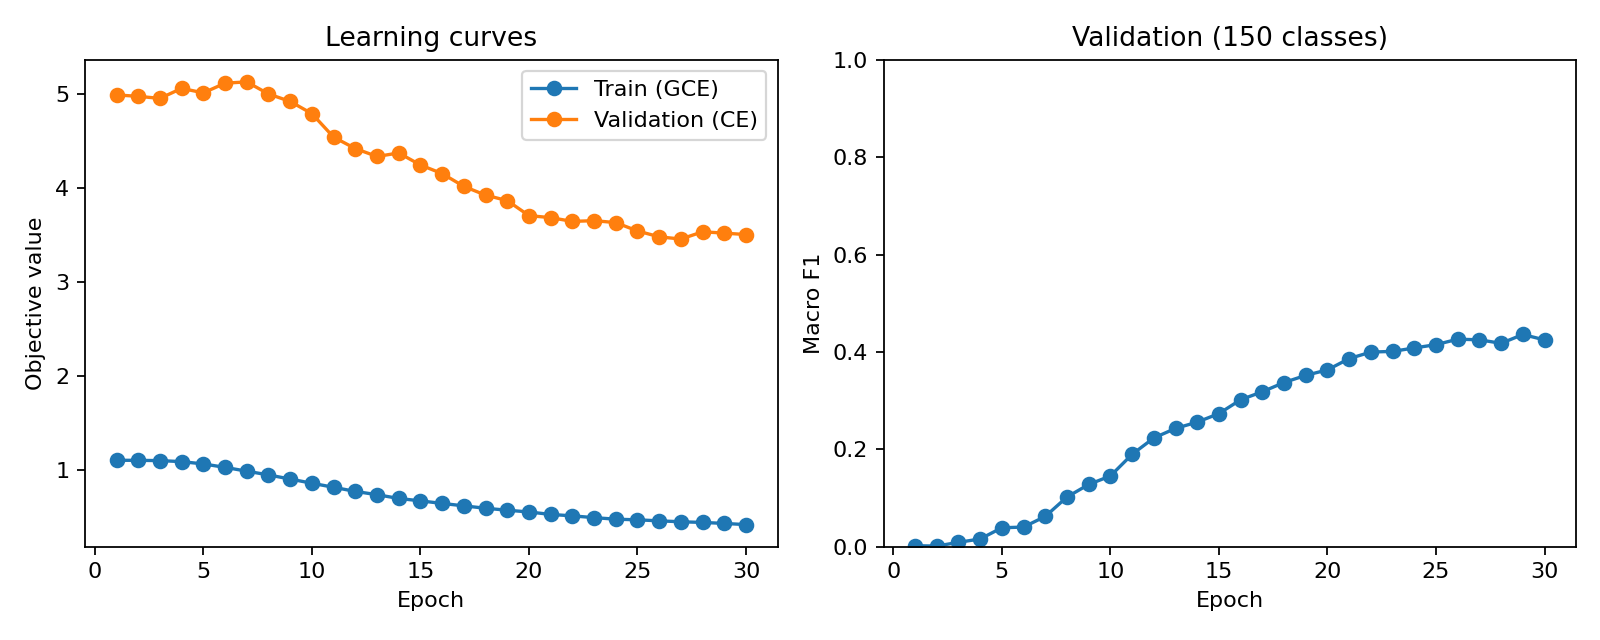 Learning curves
Objective value
5
4
3
2
1
Train (GCE)
Validation (CE)
0 5 10 15 20 25 30
Epoch
Validation (150 classes)
Macro F1
1.0
0.8
0.6
0.4
0.2
0.0
0 5 10 15 20 25 30
Epoch